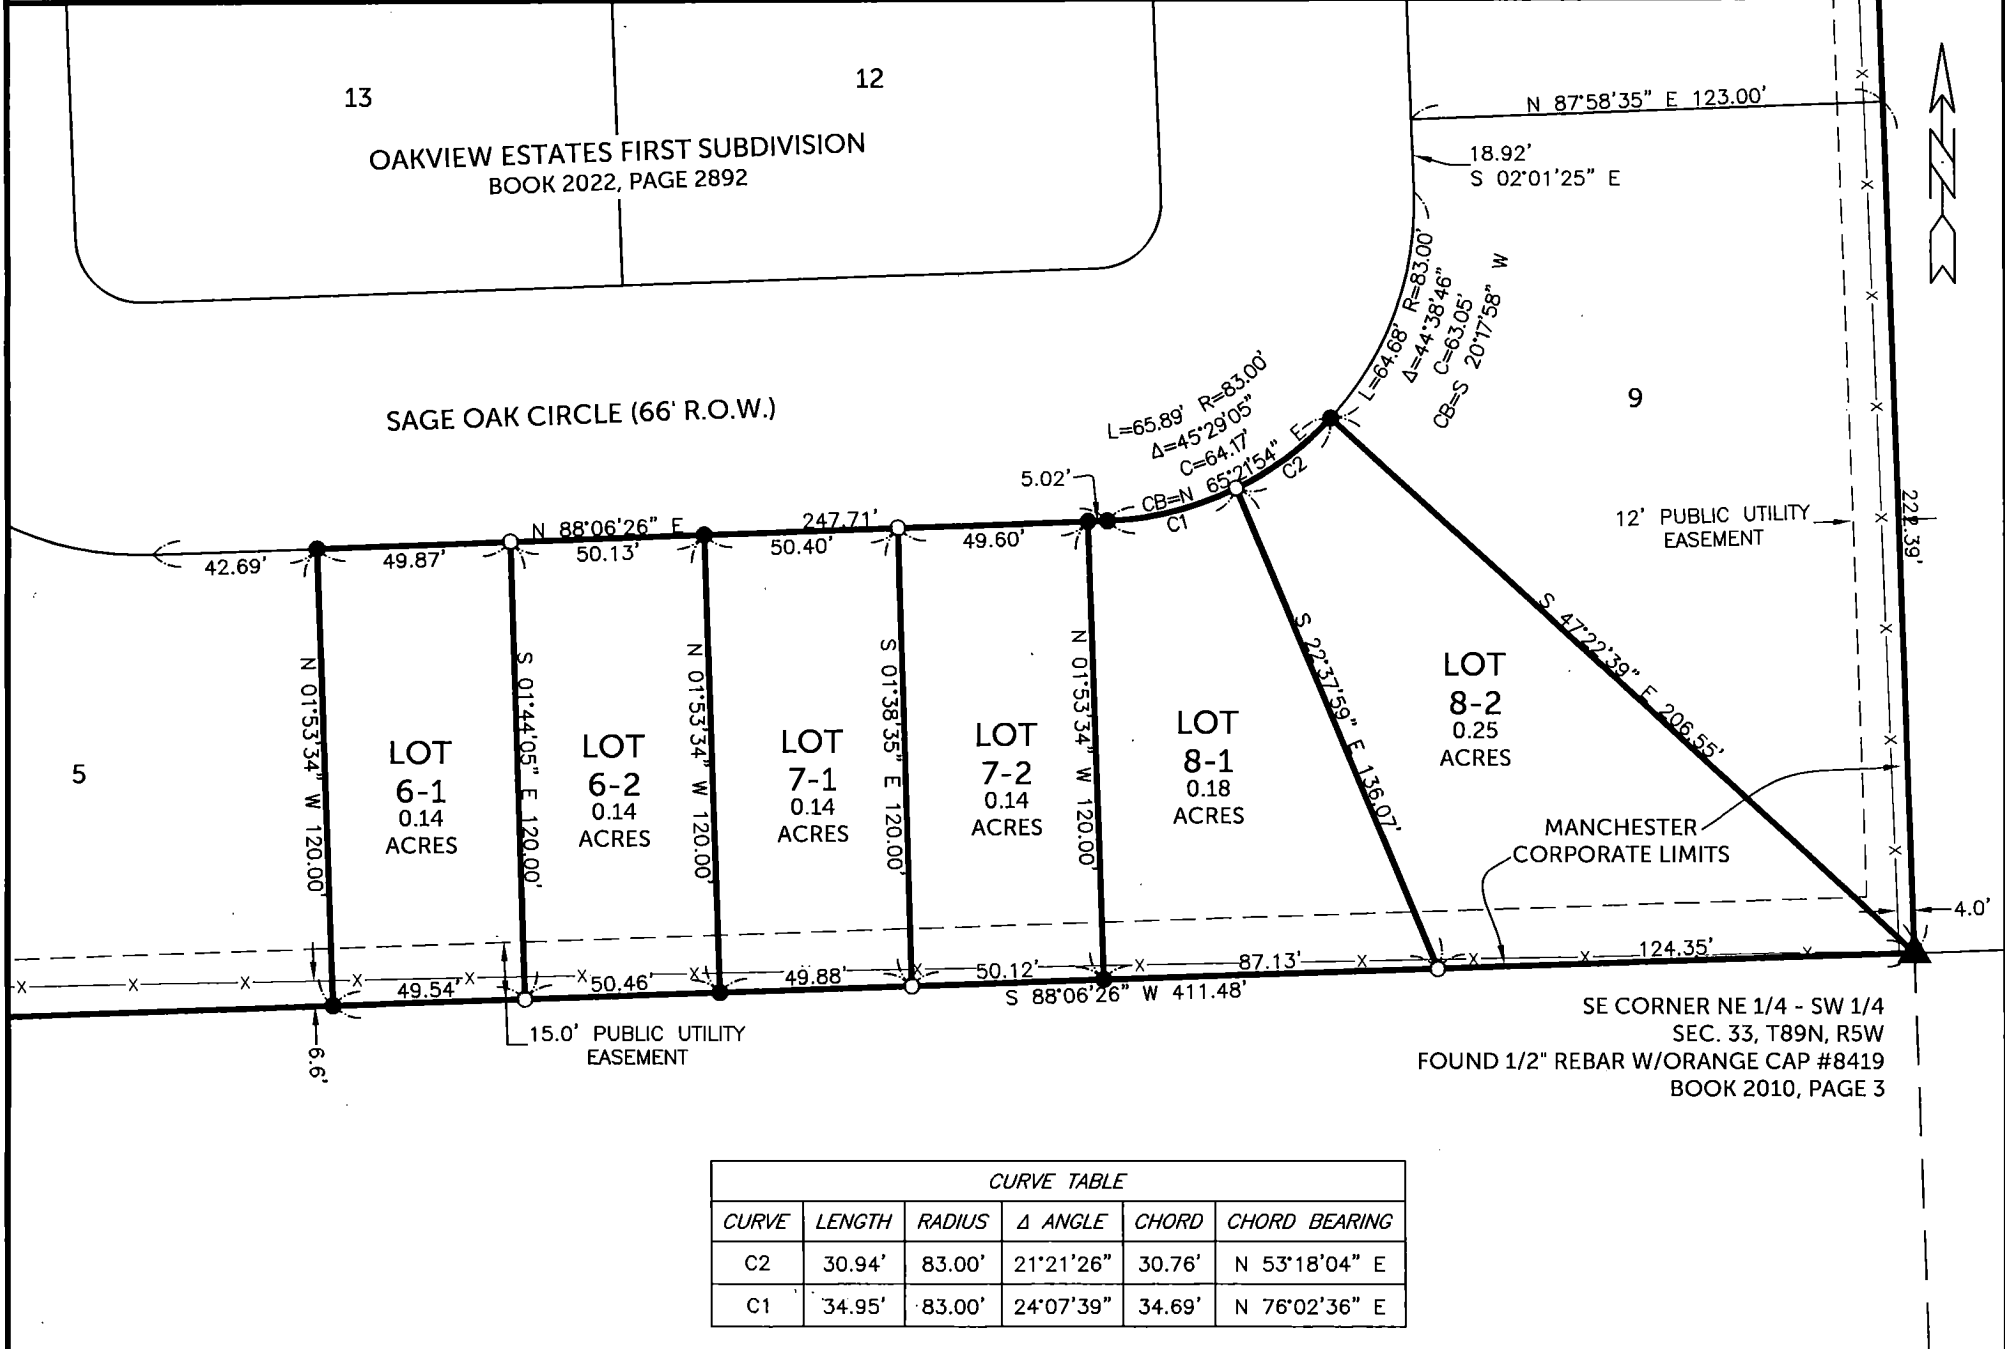 13
12
OAKVIEW ESTATES FIRST SUBDIVISION
BOOK 2022, PAGE 2892
N 87°58'35" E 123.00'
18.92'
S 02°01'25" E
N
L=64.68' R=83.00'
Δ=44°38'46"
C=63.05'
CB=S 20°17'58" W
9
SAGE OAK CIRCLE (66' R.O.W.)
L=65.89' R=83.00'
Δ=45°29'05"
C=64.17'
CB=N 65°21'54" E
C1
C2
5.02'
12' PUBLIC UTILITY
EASEMENT
222.39'
N 88°06'26" E 247.71'
42.69'
49.87'
50.13'
50.40'
49.60'
N 01°53'34" W 120.00'
S 01°44'05" E 120.00'
N 01°53'34" W 120.00'
S 01°38'35" E 120.00'
N 01°53'34" W 120.00'
S 22°37'59" E 136.07'
S 47°22'39" E 206.55'
5
LOT
6-1
0.14
ACRES
LOT
6-2
0.14
ACRES
LOT
7-1
0.14
ACRES
LOT
7-2
0.14
ACRES
LOT
8-1
0.18
ACRES
LOT
8-2
0.25
ACRES
MANCHESTER
CORPORATE LIMITS
4.0'
49.54'
50.46'
49.88'
50.12'
87.13'
124.35'
S 88°06'26" W 411.48'
6.6'
15.0' PUBLIC UTILITY
EASEMENT
SE CORNER NE 1/4 - SW 1/4
SEC. 33, T89N, R5W
FOUND 1/2" REBAR W/ORANGE CAP #8419
BOOK 2010, PAGE 3
CURVE TABLE
CURVE LENGTH RADIUS Δ ANGLE CHORD CHORD BEARING
C2 30.94' 83.00' 21°21'26" 30.76' N 53°18'04" E
C1 34.95' 83.00' 24°07'39" 34.69' N 76°02'36" E